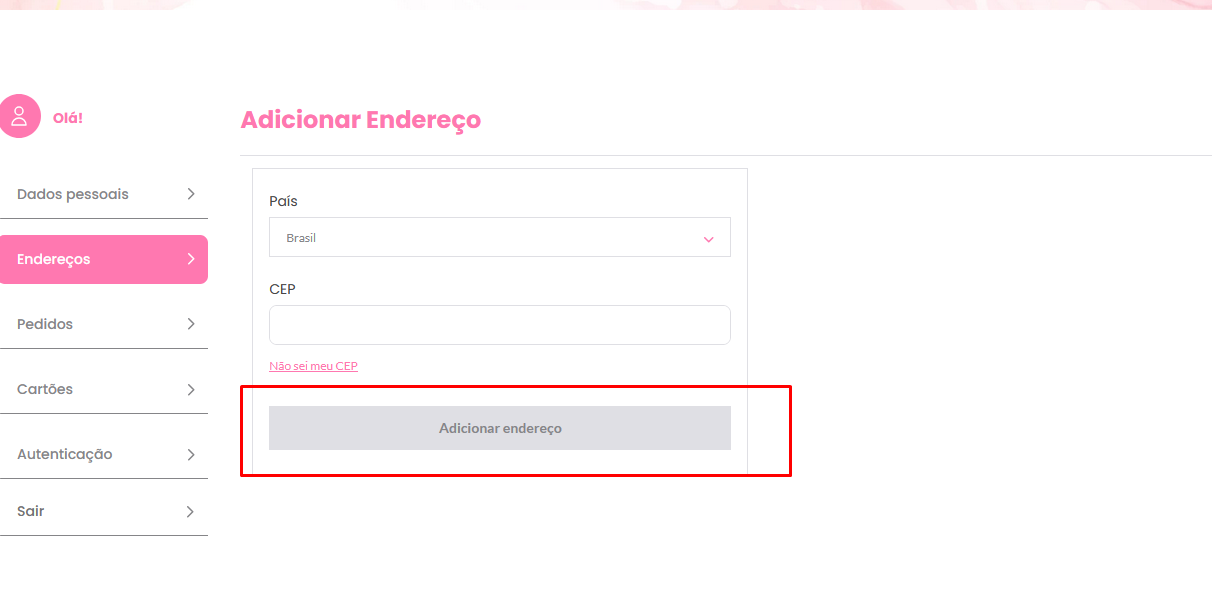 Olá!
Dados pessoais
Endereços
Pedidos
Cartões
Autenticação
Sair
Adicionar Endereço
País
Brasil
CEP
Não sei meu CEP
Adicionar endereço